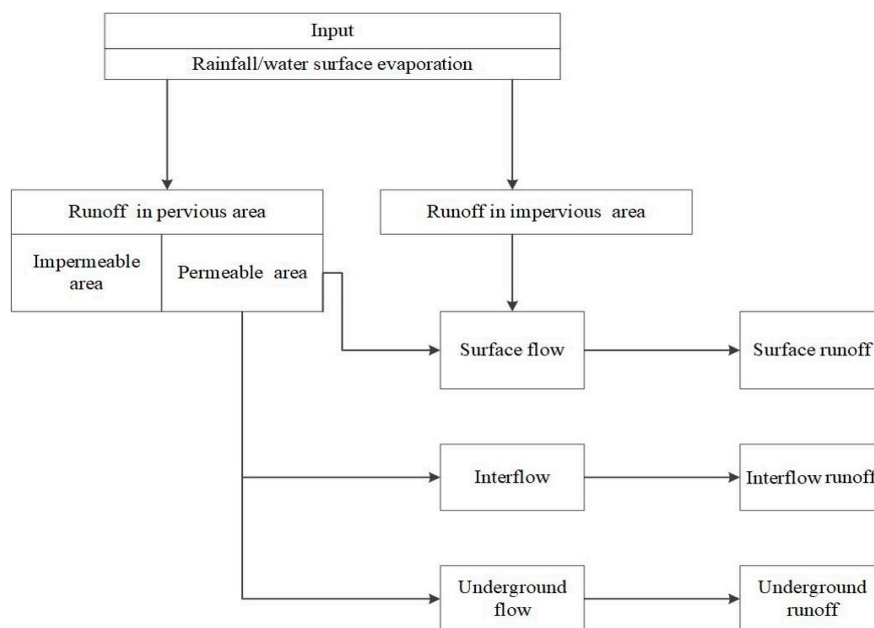 Input
Rainfall/water surface evaporation
Runoff in pervious area
Runoff in impervious area
Impermeable
area
Permeable area
Surface flow
Surface runoff
Interflow
Interflow runoff
Underground
flow
Underground
runoff